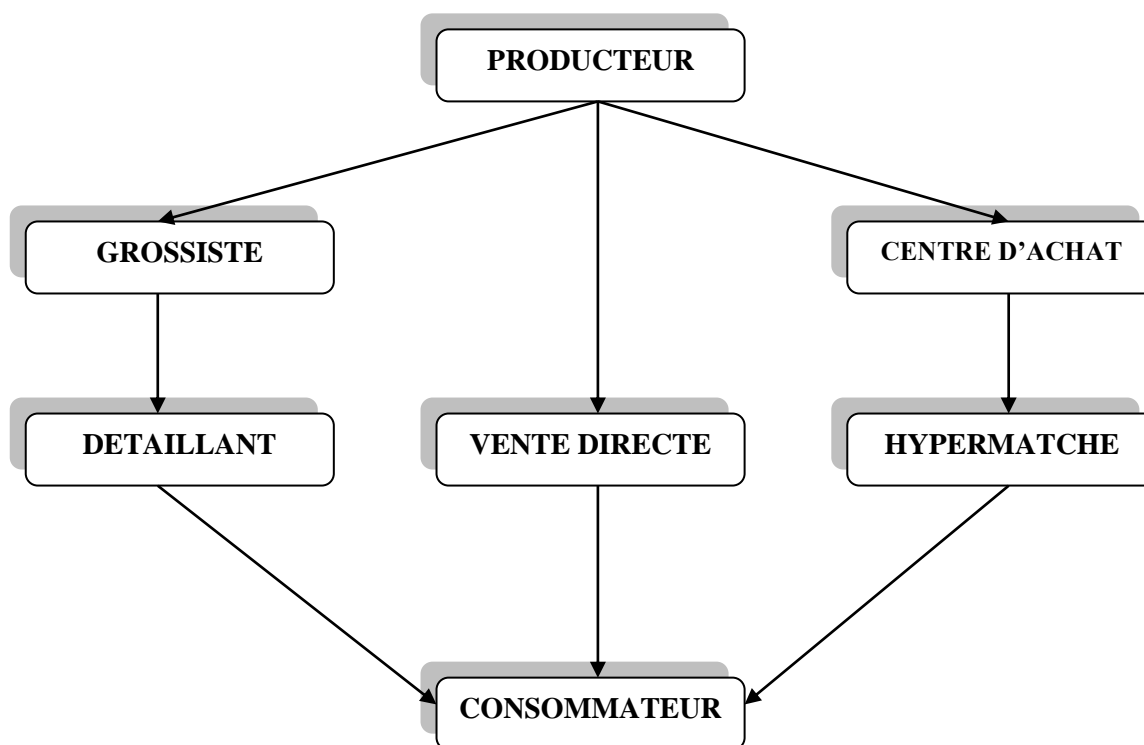 PRODUCTEUR
GROSSISTE
CENTRE D’ACHAT
DETAILLANT
VENTE DIRECTE
HYPERMATCHE
CONSOMMATEUR